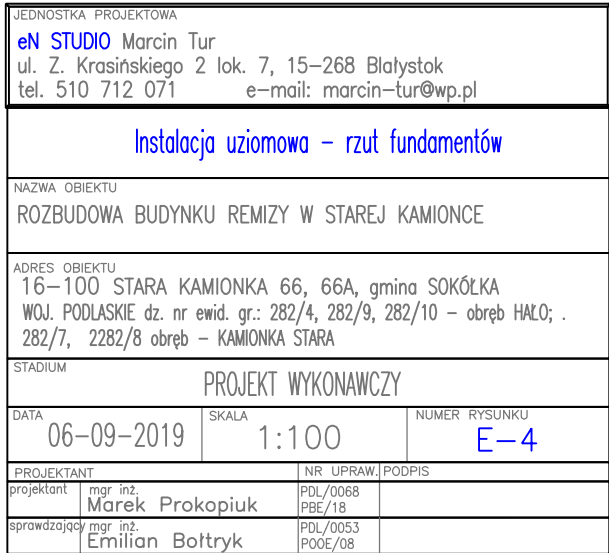 JEDNOSTKA PROJEKTOWA
eN STUDIO Marcin Tur
ul. Z. Krasińskiego 2 lok. 7, 15-268 Blałystok
tel. 510 712 071 e-mail: marcin-tur@wp.pl
Instalacja uziomowa - rzut fundamentów
NAZWA OBIEKTU
ROZBUDOWA BUDYNKU REMIZY W STAREJ KAMIONCE
ADRES OBIEKTU
16-100 STARA KAMIONKA 66, 66A, gmina SOKÓŁKA
WOJ. PODLASKIE dz. nr ewid. gr.: 282/4, 282/9, 282/10 - obręb HAŁO; .
282/7, 2282/8 obręb - KAMIONKA STARA
STADIUM
PROJEKT WYKONAWCZY
DATA SKALA NUMER RYSUNKU
06-09-2019 1:100 E-4
PROJEKTANT NR UPRAW. PODPIS
projektant mgr inż. PDL/0068
Marek Prokopiuk PBE/18
sprawdzający mgr inż. PDL/0053
Emilian Bołtryk POOE/08